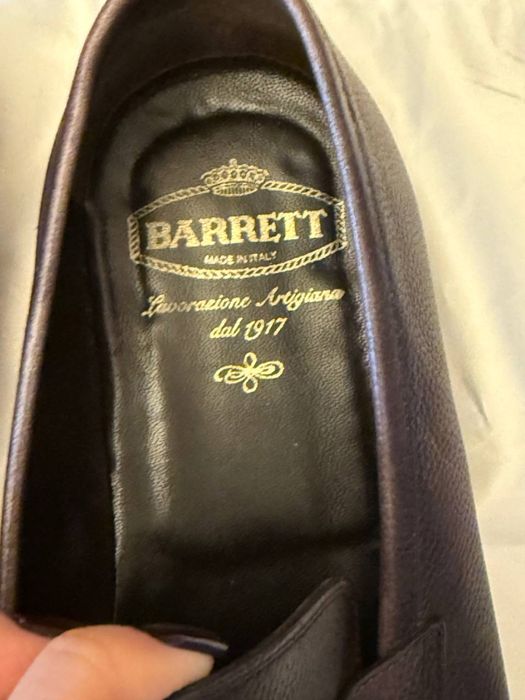 BARRETT
MADE IN ITALY
Lavorazione Artigiana
dal 1917